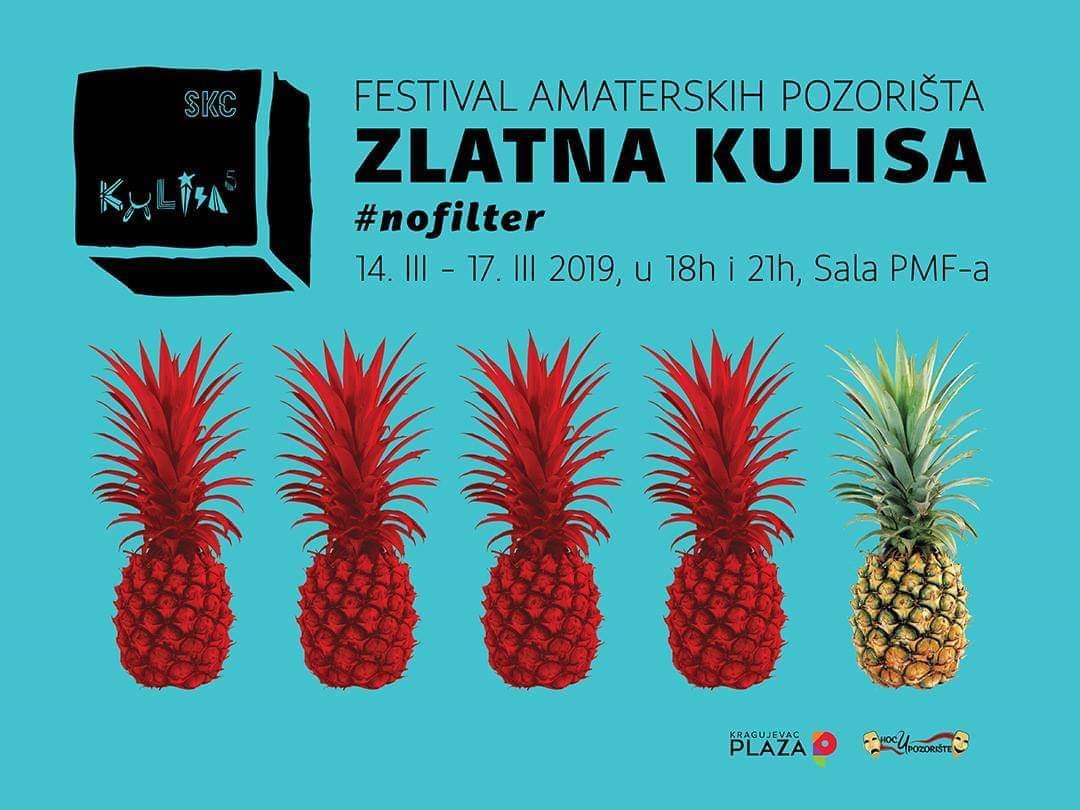 SKC
KULISA 5
FESTIVAL AMATERSKIH POZORIŠTA
ZLATNA KULISA
#nofilter
14. III - 17. III 2019, u 18h i 21h, Sala PMF-a
KRAGUJEVAC
PLAZA
HOĆU
POZORIŠTE